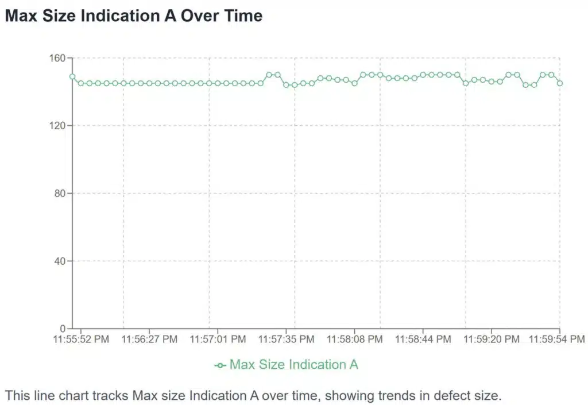 Max Size Indication A Over Time
160
120
80
40
0
11:55:52 PM 11:56:27 PM 11:57:01 PM 11:57:35 PM 11:58:08 PM 11:58:44 PM 11:59:20 PM 11:59:54 PM
Max Size Indication A
This line chart tracks Max size Indication A over time, showing trends in defect size.